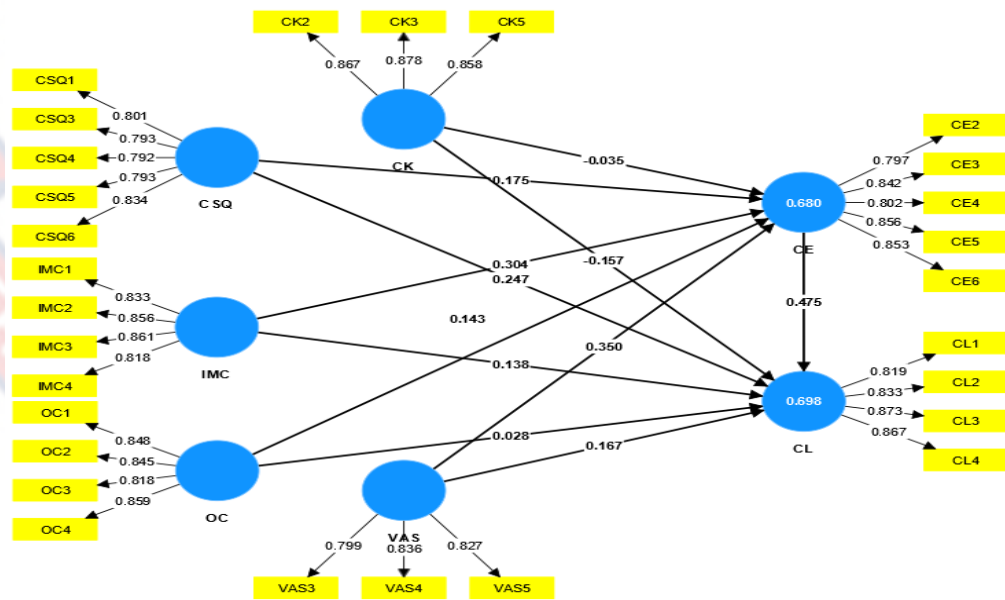 CK2
CK3
CK5
0.867
0.878
0.858
CK
CSQ1
CSQ3
CSQ4
CSQ5
CSQ6
0.801
0.793
0.792
0.793
0.834
CSQ
IMC1
IMC2
IMC3
IMC4
0.833
0.856
0.861
0.818
IMC
OC1
OC2
OC3
OC4
0.848
0.845
0.818
0.859
OC
VAS
0.799
0.836
0.827
VAS3
VAS4
VAS5
-0.035
0.175
0.304
0.247
-0.157
0.143
0.350
0.138
0.028
0.167
0.680
CE
0.475
0.698
CL
0.797
0.842
0.802
0.856
0.853
CE2
CE3
CE4
CE5
CE6
0.819
0.833
0.873
0.867
CL1
CL2
CL3
CL4